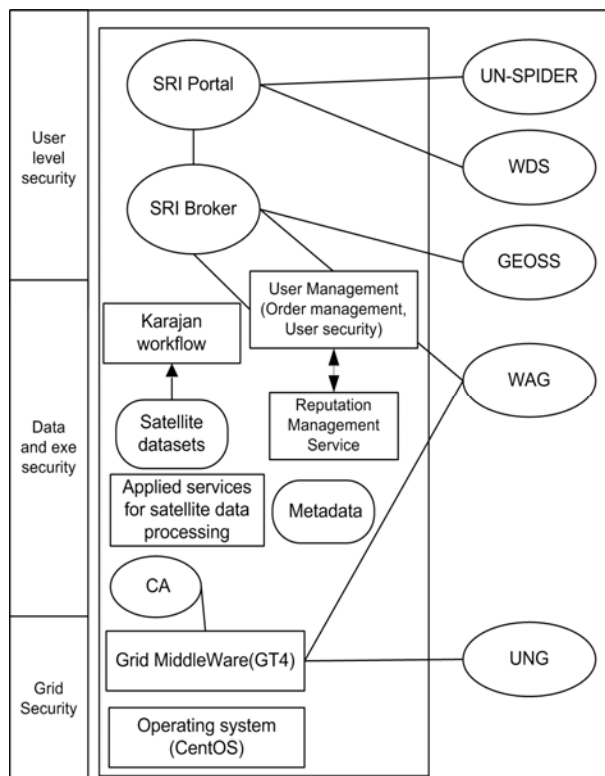 User
level
security
Data
and exe
security
Grid
Security
SRI Portal
SRI Broker
User Management
(Order management,
User security)
Karajan
workflow
Reputation
Management
Service
Satellite
datasets
Applied services
for satellite data
processing
Metadata
CA
Grid MiddleWare(GT4)
Operating system
(CentOS)
UN-SPIDER
WDS
GEOSS
WAG
UNG